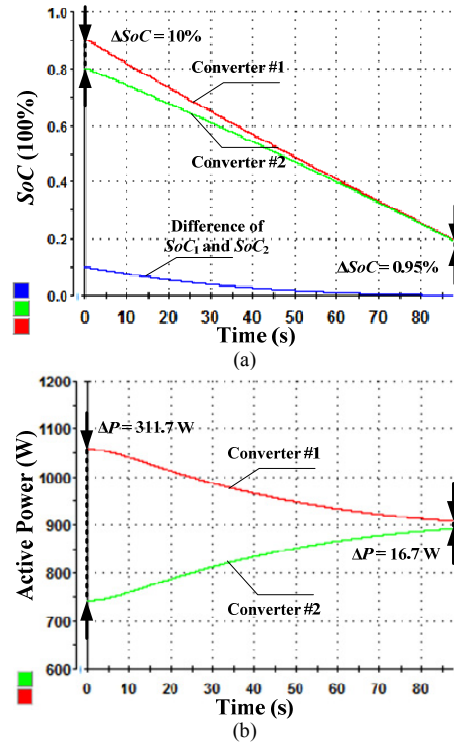 1.0
0.8
0.6
0.4
0.2
0.0
SoC (100%)
ΔSoC = 10%
Converter #1
Converter #2
Difference of
SoC₁ and SoC₂
ΔSoC = 0.95%
0 10 20 30 40 50 60 70 80
Time (s)
(a)
1200
1100
1000
900
800
700
600
Active Power (W)
ΔP = 311.7 W
Converter #1
ΔP = 16.7 W
Converter #2
0 10 20 30 40 50 60 70 80
Time (s)
(b)